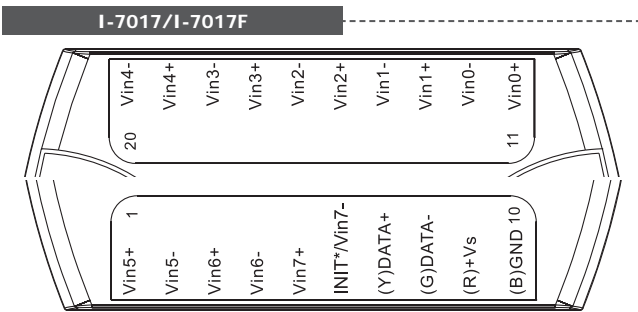 I-7017/I-7017F
Vin4-
Vin4+
Vin3-
Vin3+
Vin2-
Vin2+
Vin1-
Vin1+
Vin0-
Vin0+
20
11
1
Vin5+
Vin5-
Vin6+
Vin6-
Vin7+
INIT*/Vin7-
(Y)DATA+
(G)DATA-
(R)+Vs
(B)GND 10